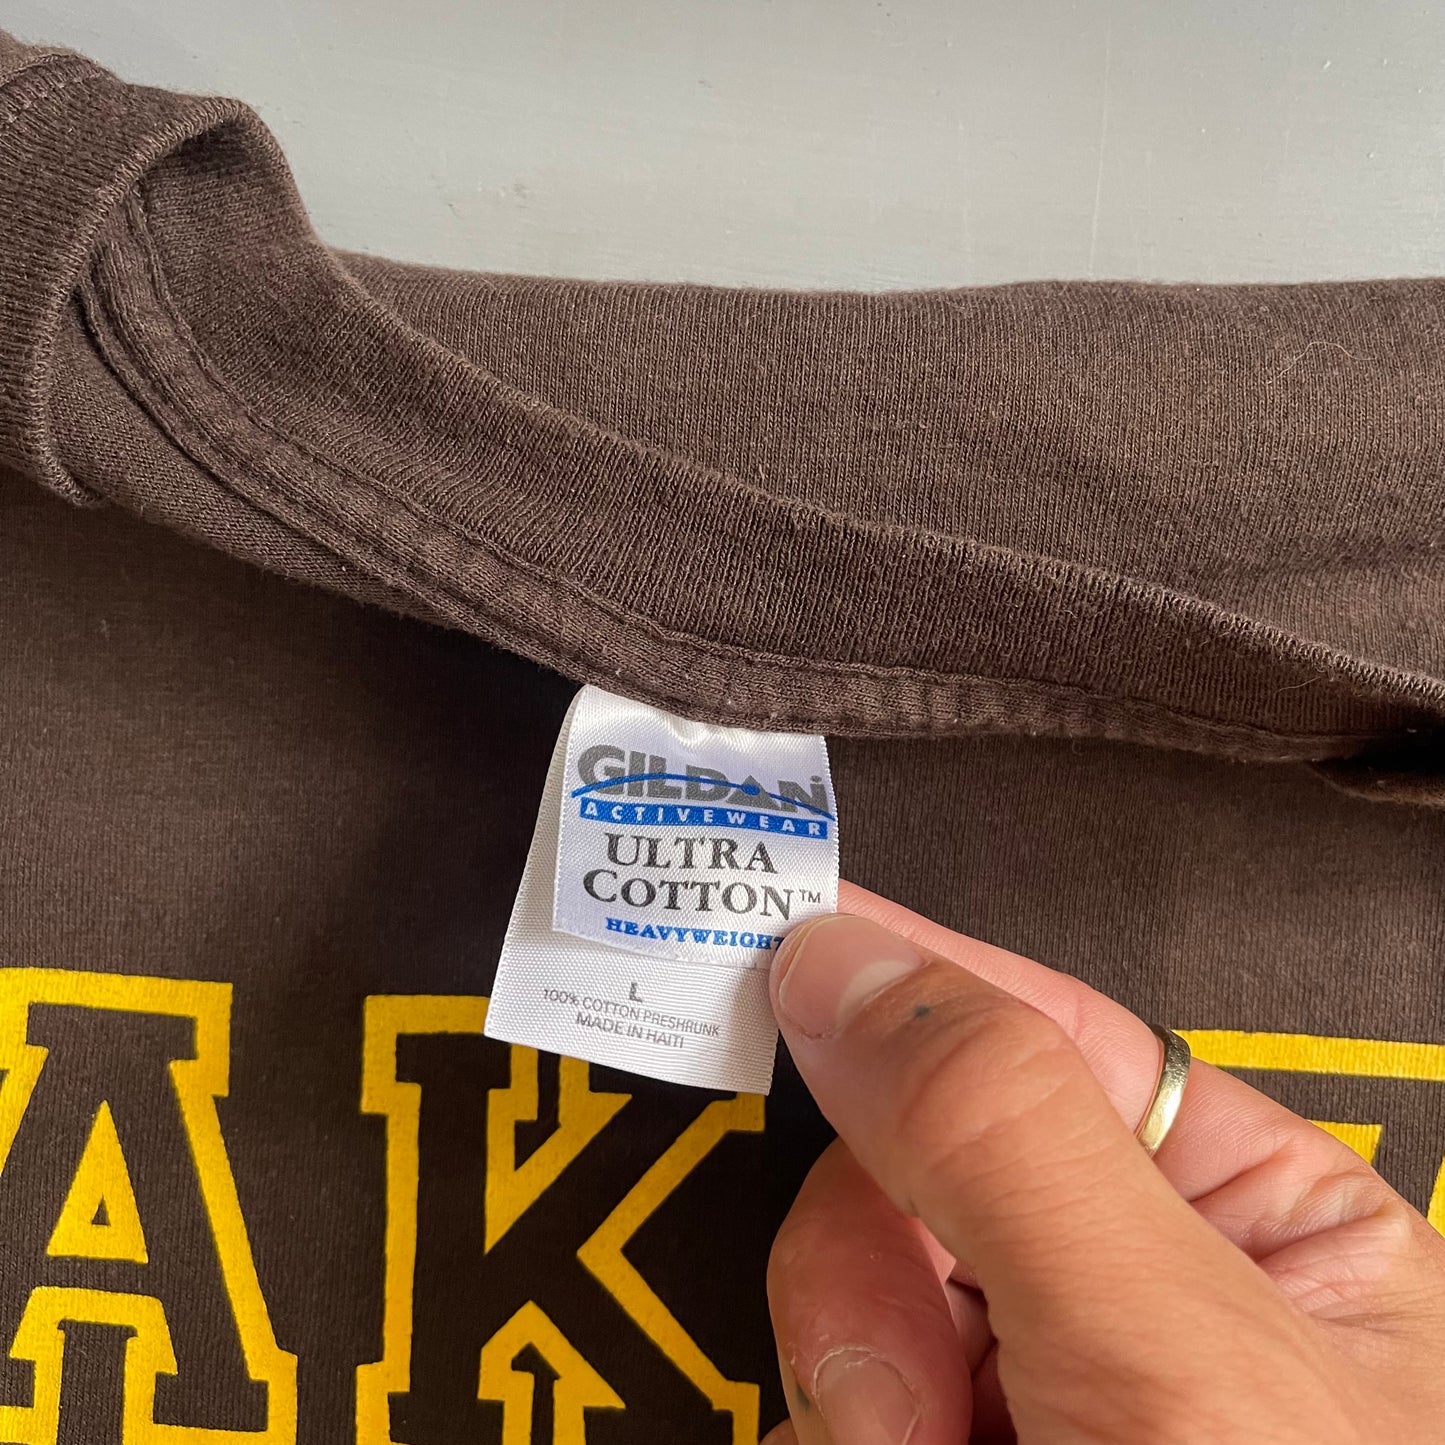 GILDAN
ACTIVEWEAR
ULTRA
COTTON™
HEAVYWEIGHT
L
100% COTTON PRESHRUNK
MADE IN HAITI
AK